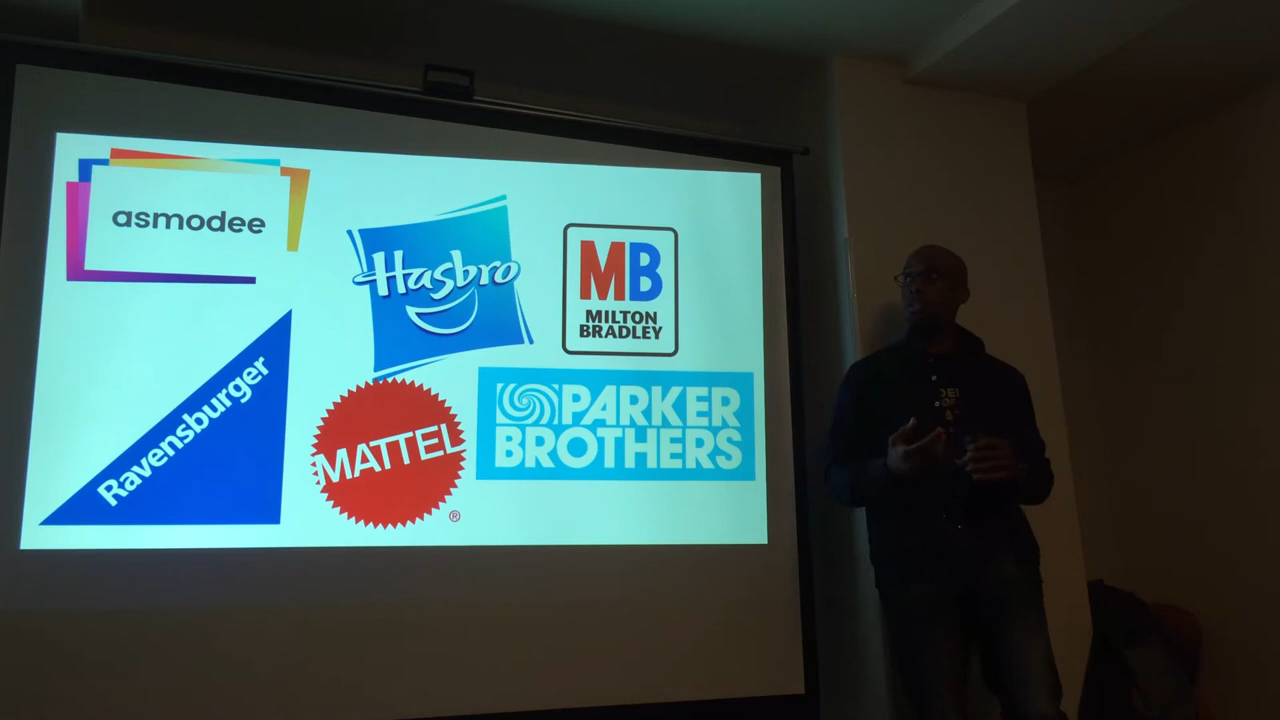 asmodee
Hasbro
MB
MILTON
BRADLEY
Ravensburger
MATTEL
®
PARKER
BROTHERS